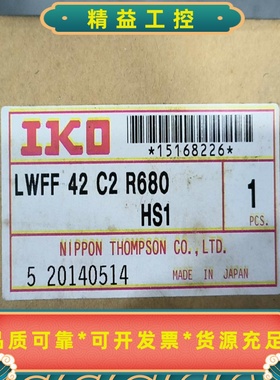 精益工控
IKO
*15168226*
LWFF 42 C2 R680
HS1
1
PCS.
NIPPON THOMPSON CO., LTD.
5 20140514
MADE IN JAPAN
品质可靠*可开发票*货源充足